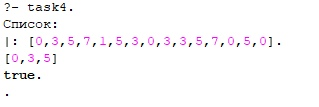 ?- task4.
Список:
|: [0,3,5,7,1,5,3,0,3,3,5,7,0,5,0].
[0,3,5]
true.
.